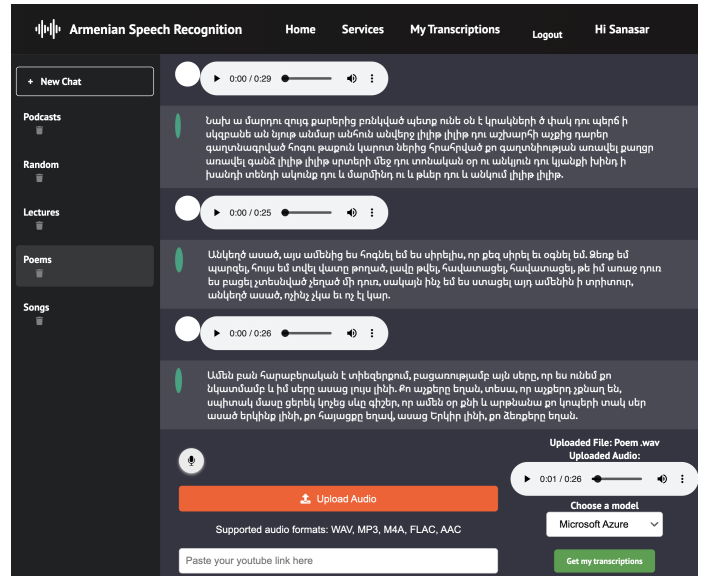 Armenian Speech Recognition
Home
Services
My Transcriptions
Logout
Hi Sanasar
+ New Chat
Podcasts
Random
Lectures
Poems
Songs
0:00 / 0:29
Նախ ա մարդու զույգ քարերից բռնկված պետք ունե օն է կրակների ծ փակ դու պերճ ի
սկզբանե ան նյութ անմար անհուն անվերջ լիլիթ լիլիթ դու աշխարհի աչքից դարեր
գաղտնագրված հոգու թաքուն կարոտ ներից հրահրված քո գաղտնիության առավել քաղցր
առավել գանձ լիլիթ լիլիթ սրտերի մեջ դու տոնական օր ու անկյուն դու կյանքի խինդ ի
խանդի տենդի ակունք դու և մարմինդ ու և թևեր դու և անկում լիլիթ լիլիթ.
0:00 / 0:25
Անկեղծ ասած, այս ամենից ես հոգնել եմ ես սիրելիս, որ քեզ սիրել եւ օգնել եմ. Ձեռք եմ
պարզել, հույս եմ տվել վատը թողած, լավը թվել, հավատացել, հավատացել, թե իմ առաջ դուռ
ես բացել չտեսնված չեղած մի դուռ, սակայն ինչ եմ ես ստացել այդ ամենին ի տրիտուր,
անկեղծ ասած, ոչինչ չկա եւ ոչ էլ կար.
0:00 / 0:26
Ամեն բան հարաբերական է տիեզերքում, բացառությամբ այն սերը, որ ես ունեմ քո
նկատմամբ և իմ սերը ասաց լույս լինի. Քո աչքերը եղան, տեսա, որ աչքերդ չքնաղ են,
սպիտակ մասը ցերեկ կոչեց սևը գիշեր, որ ամեն օր քնի և արթնանա քո կոպերի տակ սեր
ասած երկինք լինի, քո հայացքը եղավ, ասաց Երկիր լինի, քո ձեռքերը եղան.
Upload Audio
Supported audio formats: WAV, MP3, M4A, FLAC, AAC
Paste your youtube link here
Uploaded File: Poem .wav
Uploaded Audio:
0:01 / 0:26
Choose a model
Microsoft Azure
Get my transcriptions